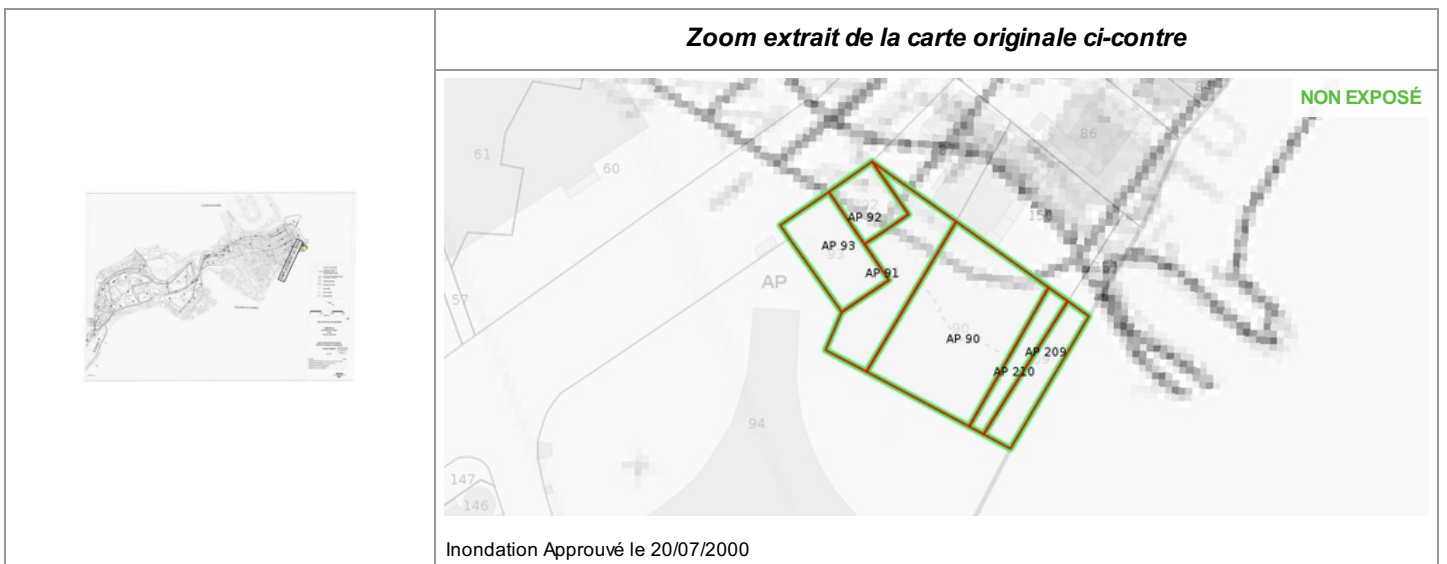 Zoom extrait de la carte originale ci-contre
NON EXPOSÉ
61
60
86
92
AP 92
150
AP 93
93
AP 91
AP
57
90
AP 90
AP 209
AP 210
94
147
146
Inondation Approuvé le 20/07/2000